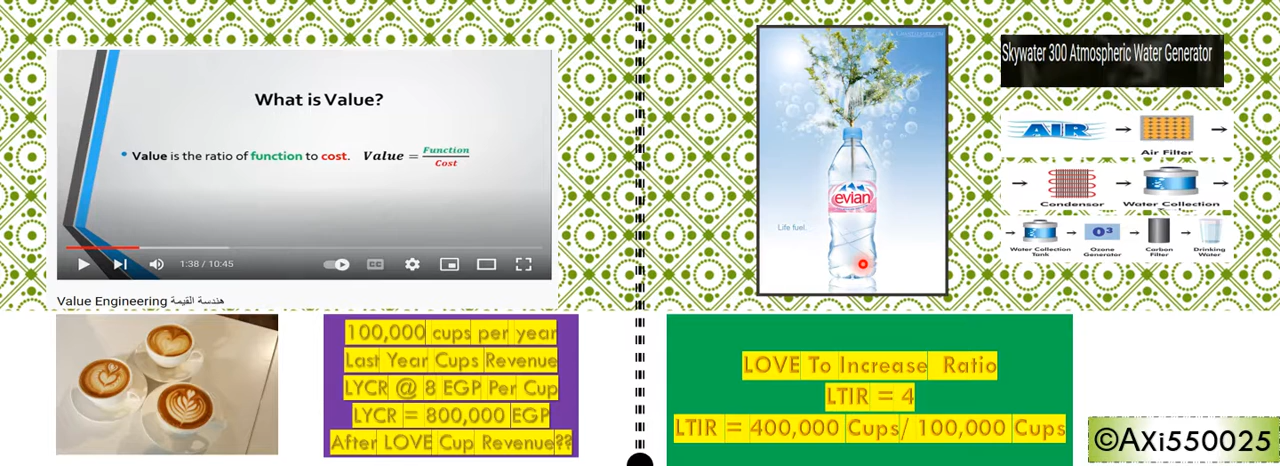 What is Value?
• Value is the ratio of function to cost. Value = Function / Cost
1:38 / 10:45
CC
Value Engineering هندسة القيمة
100,000 cups per year
Last Year Cups Revenue
LYCR @ 8 EGP Per Cup
LYCR = 800,000 EGP
After LOVE Cup Revenue??
evian
Life fuel.
Skywater 300 Atmospheric Water Generator
AIR
Air Filter
Condensor
Water Collection
Water Collection Tank
Ozone Generator
Carbon Filter
Drinking Water
O³
LOVE To Increase Ratio
LTIR = 4
LTIR = 400,000 Cups/ 100,000 Cups
©Axi550025